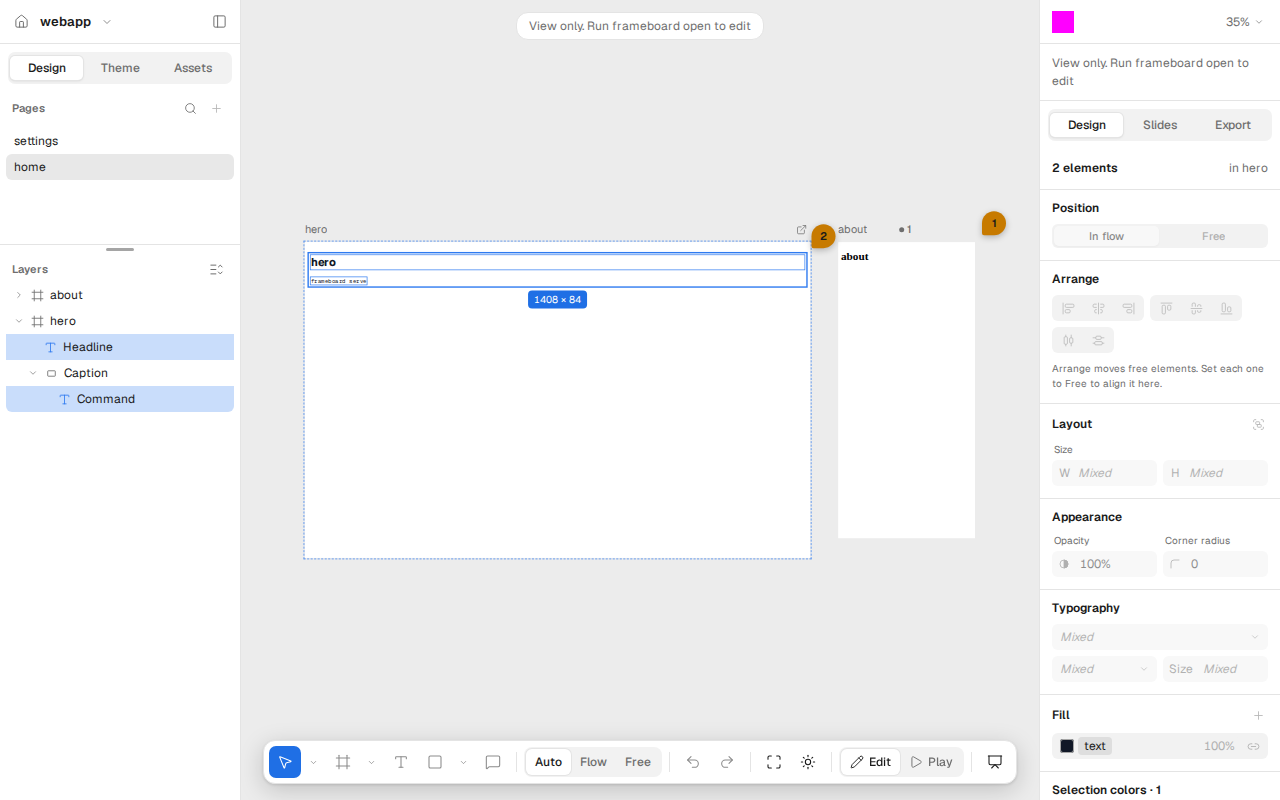 webapp
View only. Run frameboard open to edit
35%
Design
Theme
Assets
View only. Run frameboard open to
edit
Pages
Design
Slides
Export
settings
home
2 elements
in hero
Position
In flow
Free
hero
about
1
1
2
hero
about
frameboard serve
1408 × 84
Layers
about
hero
Headline
Caption
Command
Arrange
Arrange moves free elements. Set each one
to Free to align it here.
Layout
Size
W Mixed
H Mixed
Appearance
Opacity
Corner radius
100%
0
Typography
Mixed
Mixed
Size Mixed
Fill
text
100%
Selection colors · 1
Auto
Flow
Free
Edit
Play